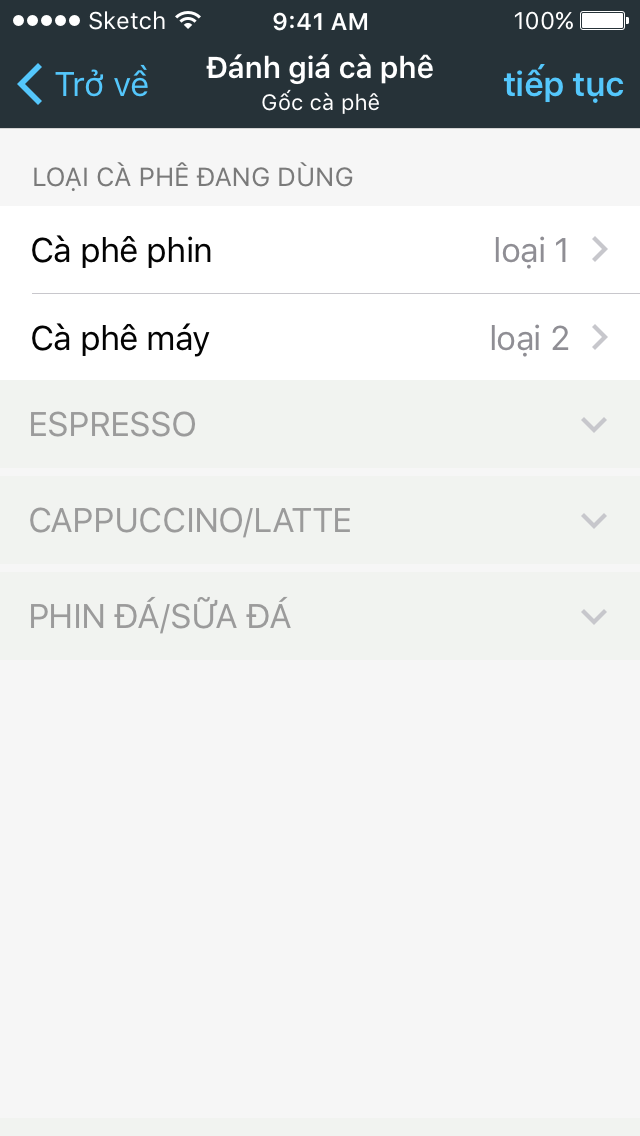 Sketch 9:41 AM 100%
Trở về Đánh giá cà phê tiếp tục
Gốc cà phê
LOẠI CÀ PHÊ ĐANG DÙNG
Cà phê phin loại 1
Cà phê máy loại 2
ESPRESSO
CAPPUCCINO/LATTE
PHIN ĐÁ/SỮA ĐÁ